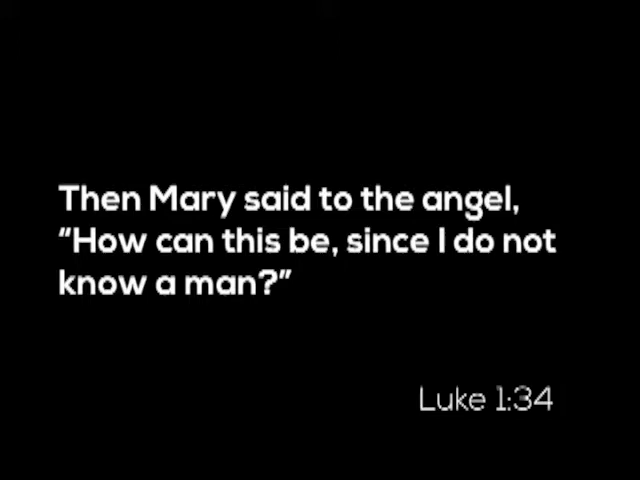 Then Mary said to the angel,
“How can this be, since I do not
know a man?”
Luke 1:34